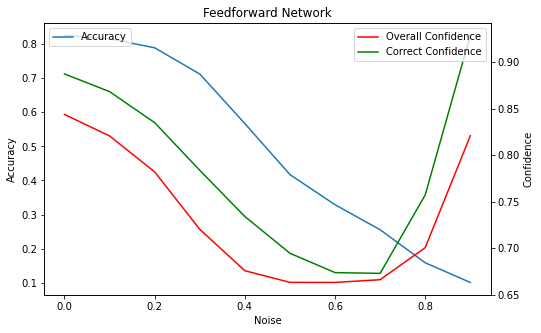 Feedforward Network
Accuracy
Overall Confidence
Correct Confidence
0.8
0.7
0.6
0.5
0.4
0.3
0.2
0.1
Accuracy
0.90
0.85
0.80
0.75
0.70
0.65
Confidence
0.0 0.2 0.4 0.6 0.8
Noise